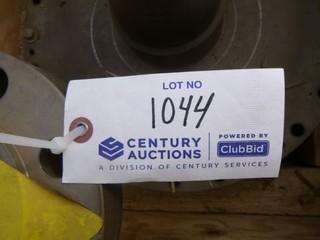 LOT NO
1044
CENTURY AUCTIONS
POWERED BY
ClubBid
A DIVISION OF CENTURY SERVICES